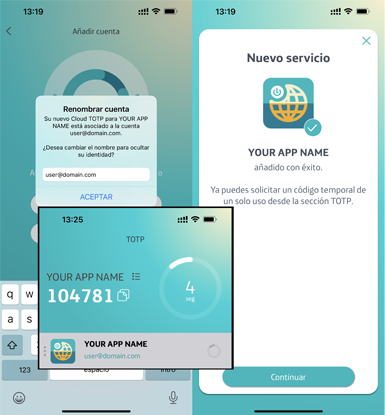 13:19
Añadir cuenta
Renombrar cuenta
Su nuevo Cloud TOTP para YOUR APP
NAME está asociado a la cuenta
user@domain.com.
¿Desea cambiar el nombre para ocultar
su identidad?
user@domain.com
ACEPTAR
q
w
a
s
123
espacio
intro
13:25
TOTP
YOUR APP NAME
104781
4
seg
YOUR APP NAME
user@domain.com
13:19
Nuevo servicio
YOUR APP NAME
añadido con éxito.
Ya puedes solicitar un código temporal de
un solo uso desde la sección TOTP.
Continuar